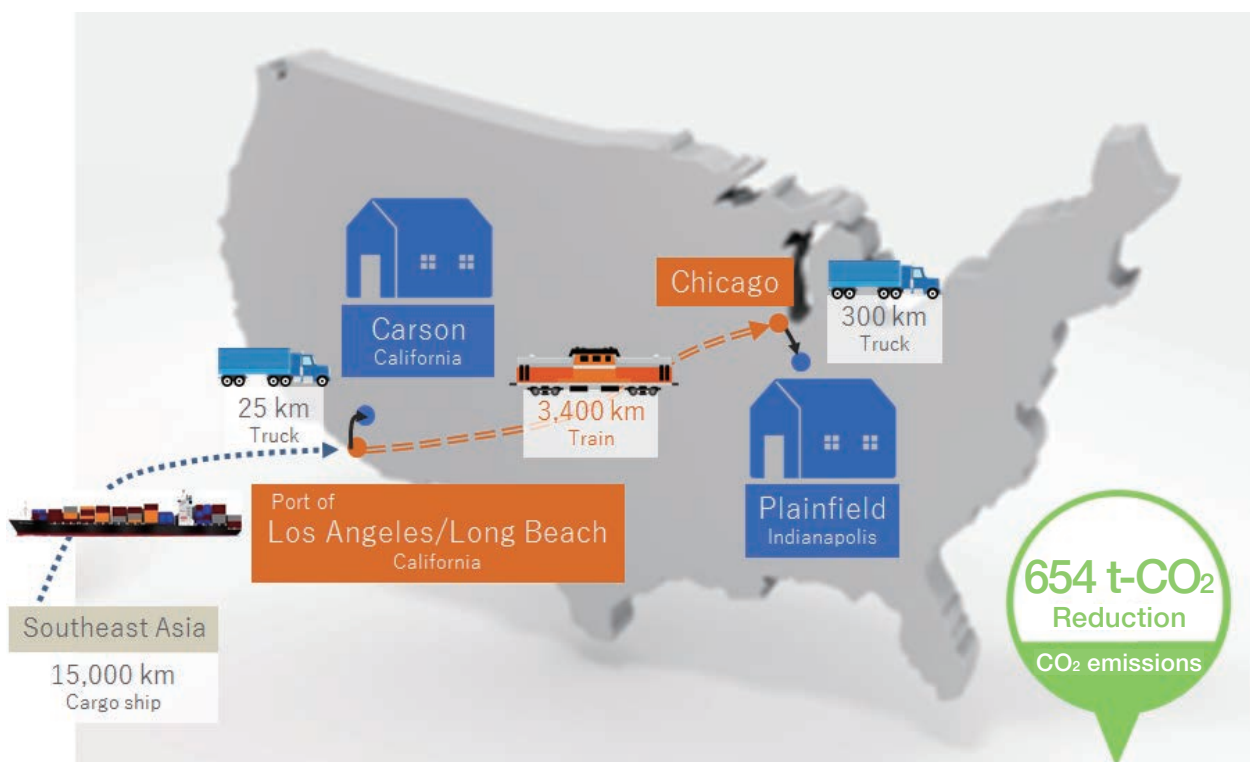 Carson
California
Chicago
300 km
Truck
25 km
Truck
3,400 km
Train
Port of
Los Angeles/Long Beach
California
Plainfield
Indianapolis
Southeast Asia
15,000 km
Cargo ship
654 t-CO₂
Reduction
CO₂ emissions